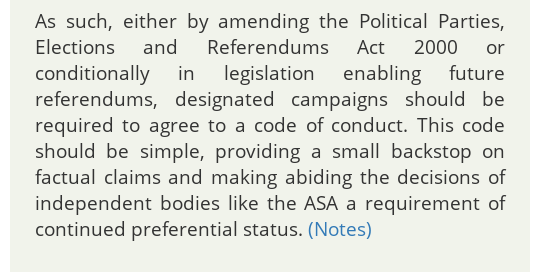 As such, either by amending the Political Parties,
Elections and Referendums Act 2000 or
conditionally in legislation enabling future
referendums, designated campaigns should be
required to agree to a code of conduct. This code
should be simple, providing a small backstop on
factual claims and making abiding the decisions of
independent bodies like the ASA a requirement of
continued preferential status. (Notes)